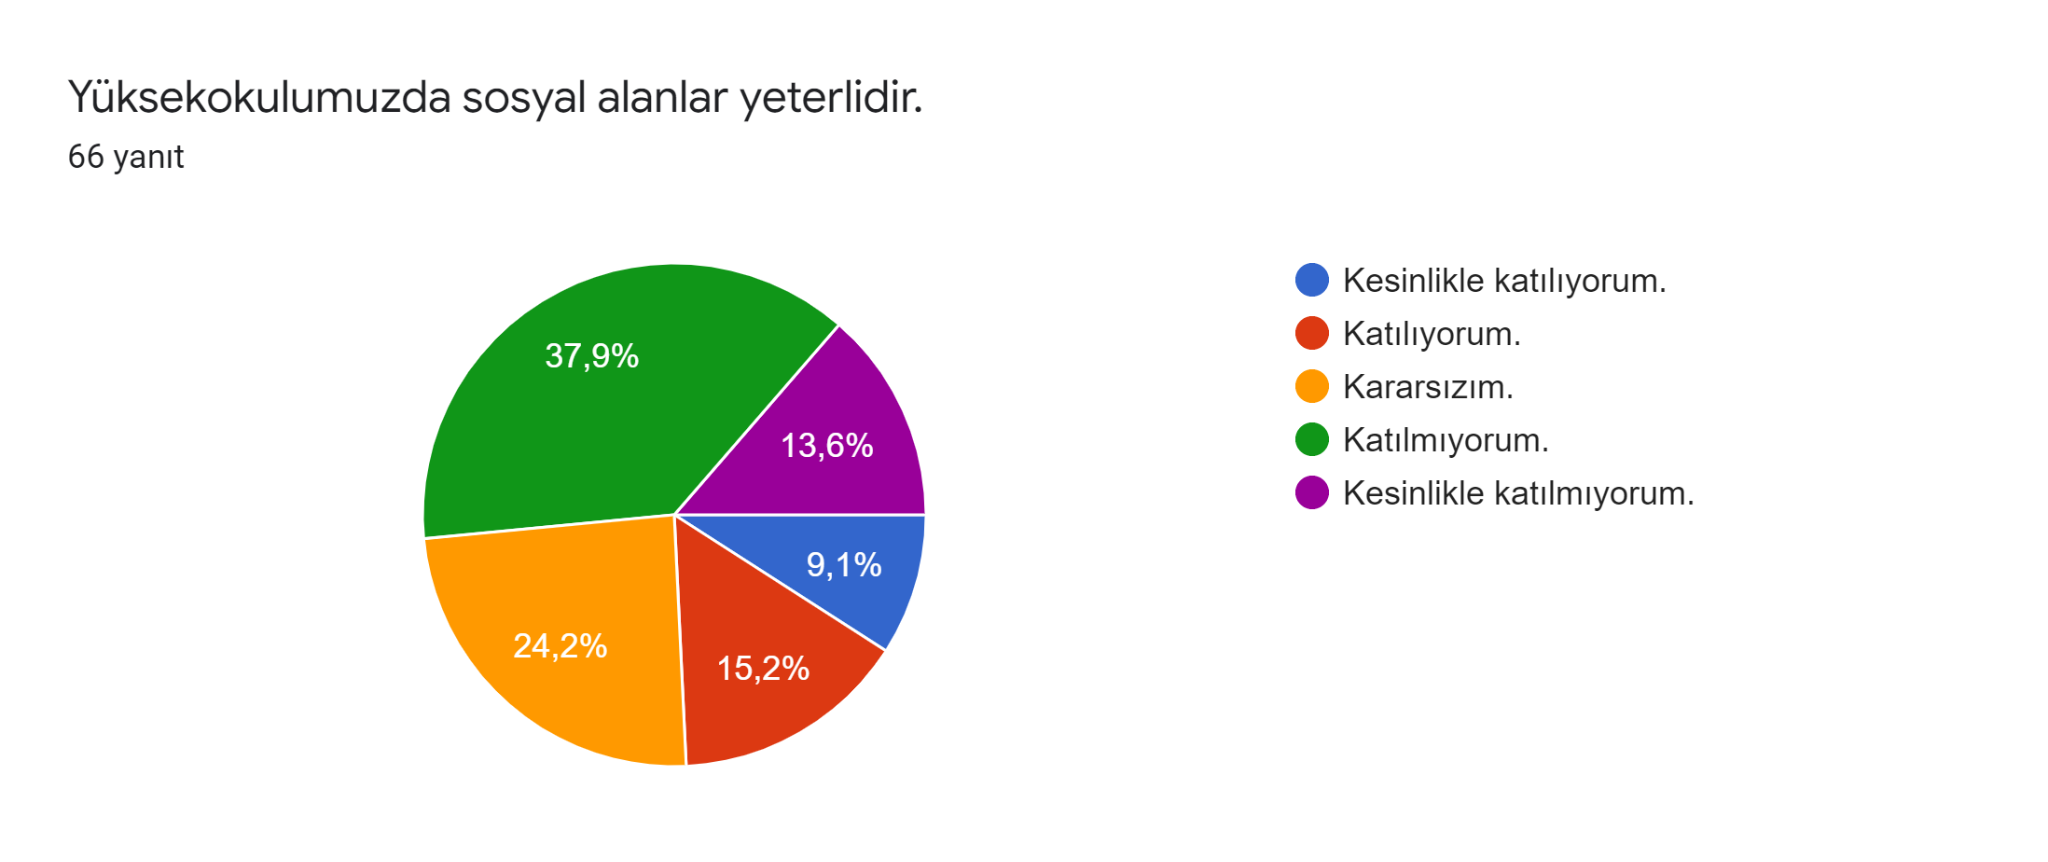 Yüksekokulumuzda sosyal alanlar yeterlidir.
66 yanıt
37,9%
13,6%
9,1%
24,2%
15,2%
Kesinlikle katılıyorum.
Katılıyorum.
Kararsızım.
Katılmıyorum.
Kesinlikle katılmıyorum.